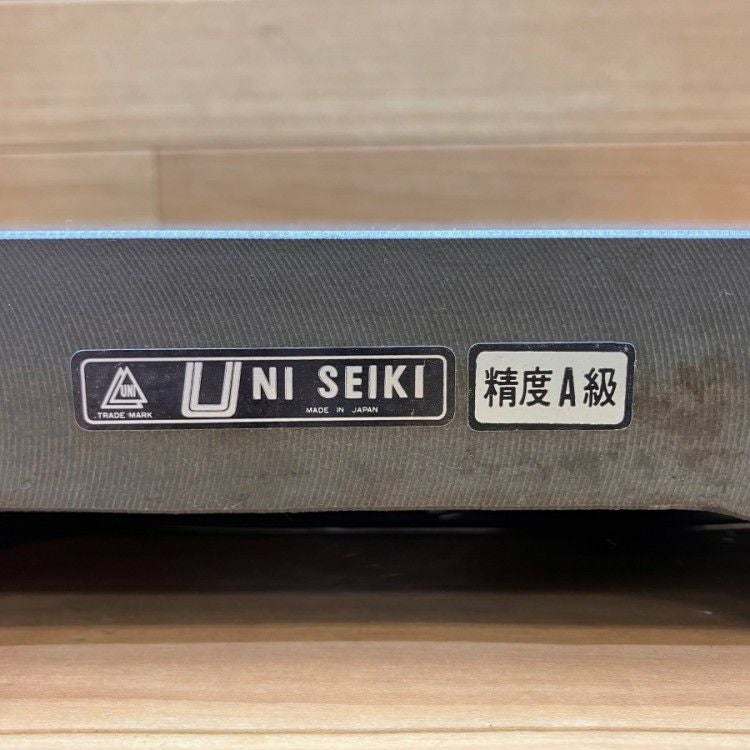 UNI
TRADE MARK
UNI SEIKI
MADE IN JAPAN
精度A級